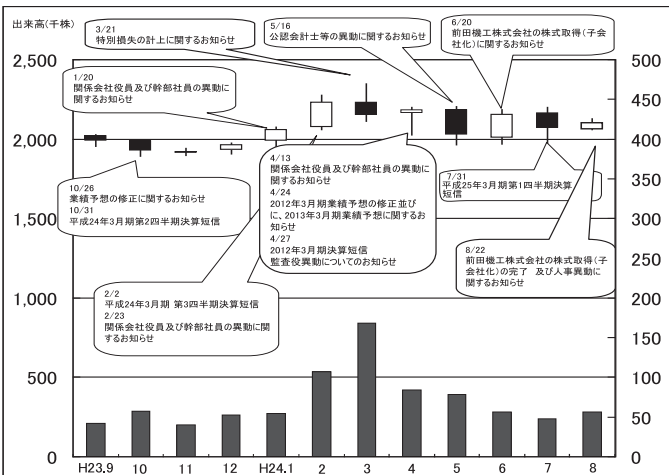 出来高(千株)
3/21
特別損失の計上に関するお知らせ
5/16
公認会計士等の異動に関するお知らせ
6/20
前田機工株式会社の株式取得(子会社化)に関するお知らせ
1/20
関係会社役員及び幹部社員の異動に関するお知らせ
10/26
業績予想の修正に関するお知らせ
10/31
平成24年3月期第2四半期決算短信
4/13
関係会社役員及び幹部社員の異動に関するお知らせ
4/24
2012年3月期業績予想の修正並びに、2013年3月期業績予想に関するお知らせ
4/27
2012年3月期決算短信
監査役異動についてのお知らせ
7/31
平成25年3月期第1四半期決算短信
8/22
前田機工株式会社の株式取得(子会社化)の完了 及び人事異動に関するお知らせ
2/2
平成24年3月期 第3四半期決算短信
2/23
関係会社役員及び幹部社員の異動に関するお知らせ
2,500
2,000
1,500
1,000
500
0
500
450
400
350
300
250
200
150
100
50
0
H23.9 10 11 12 H24.1 2 3 4 5 6 7 8